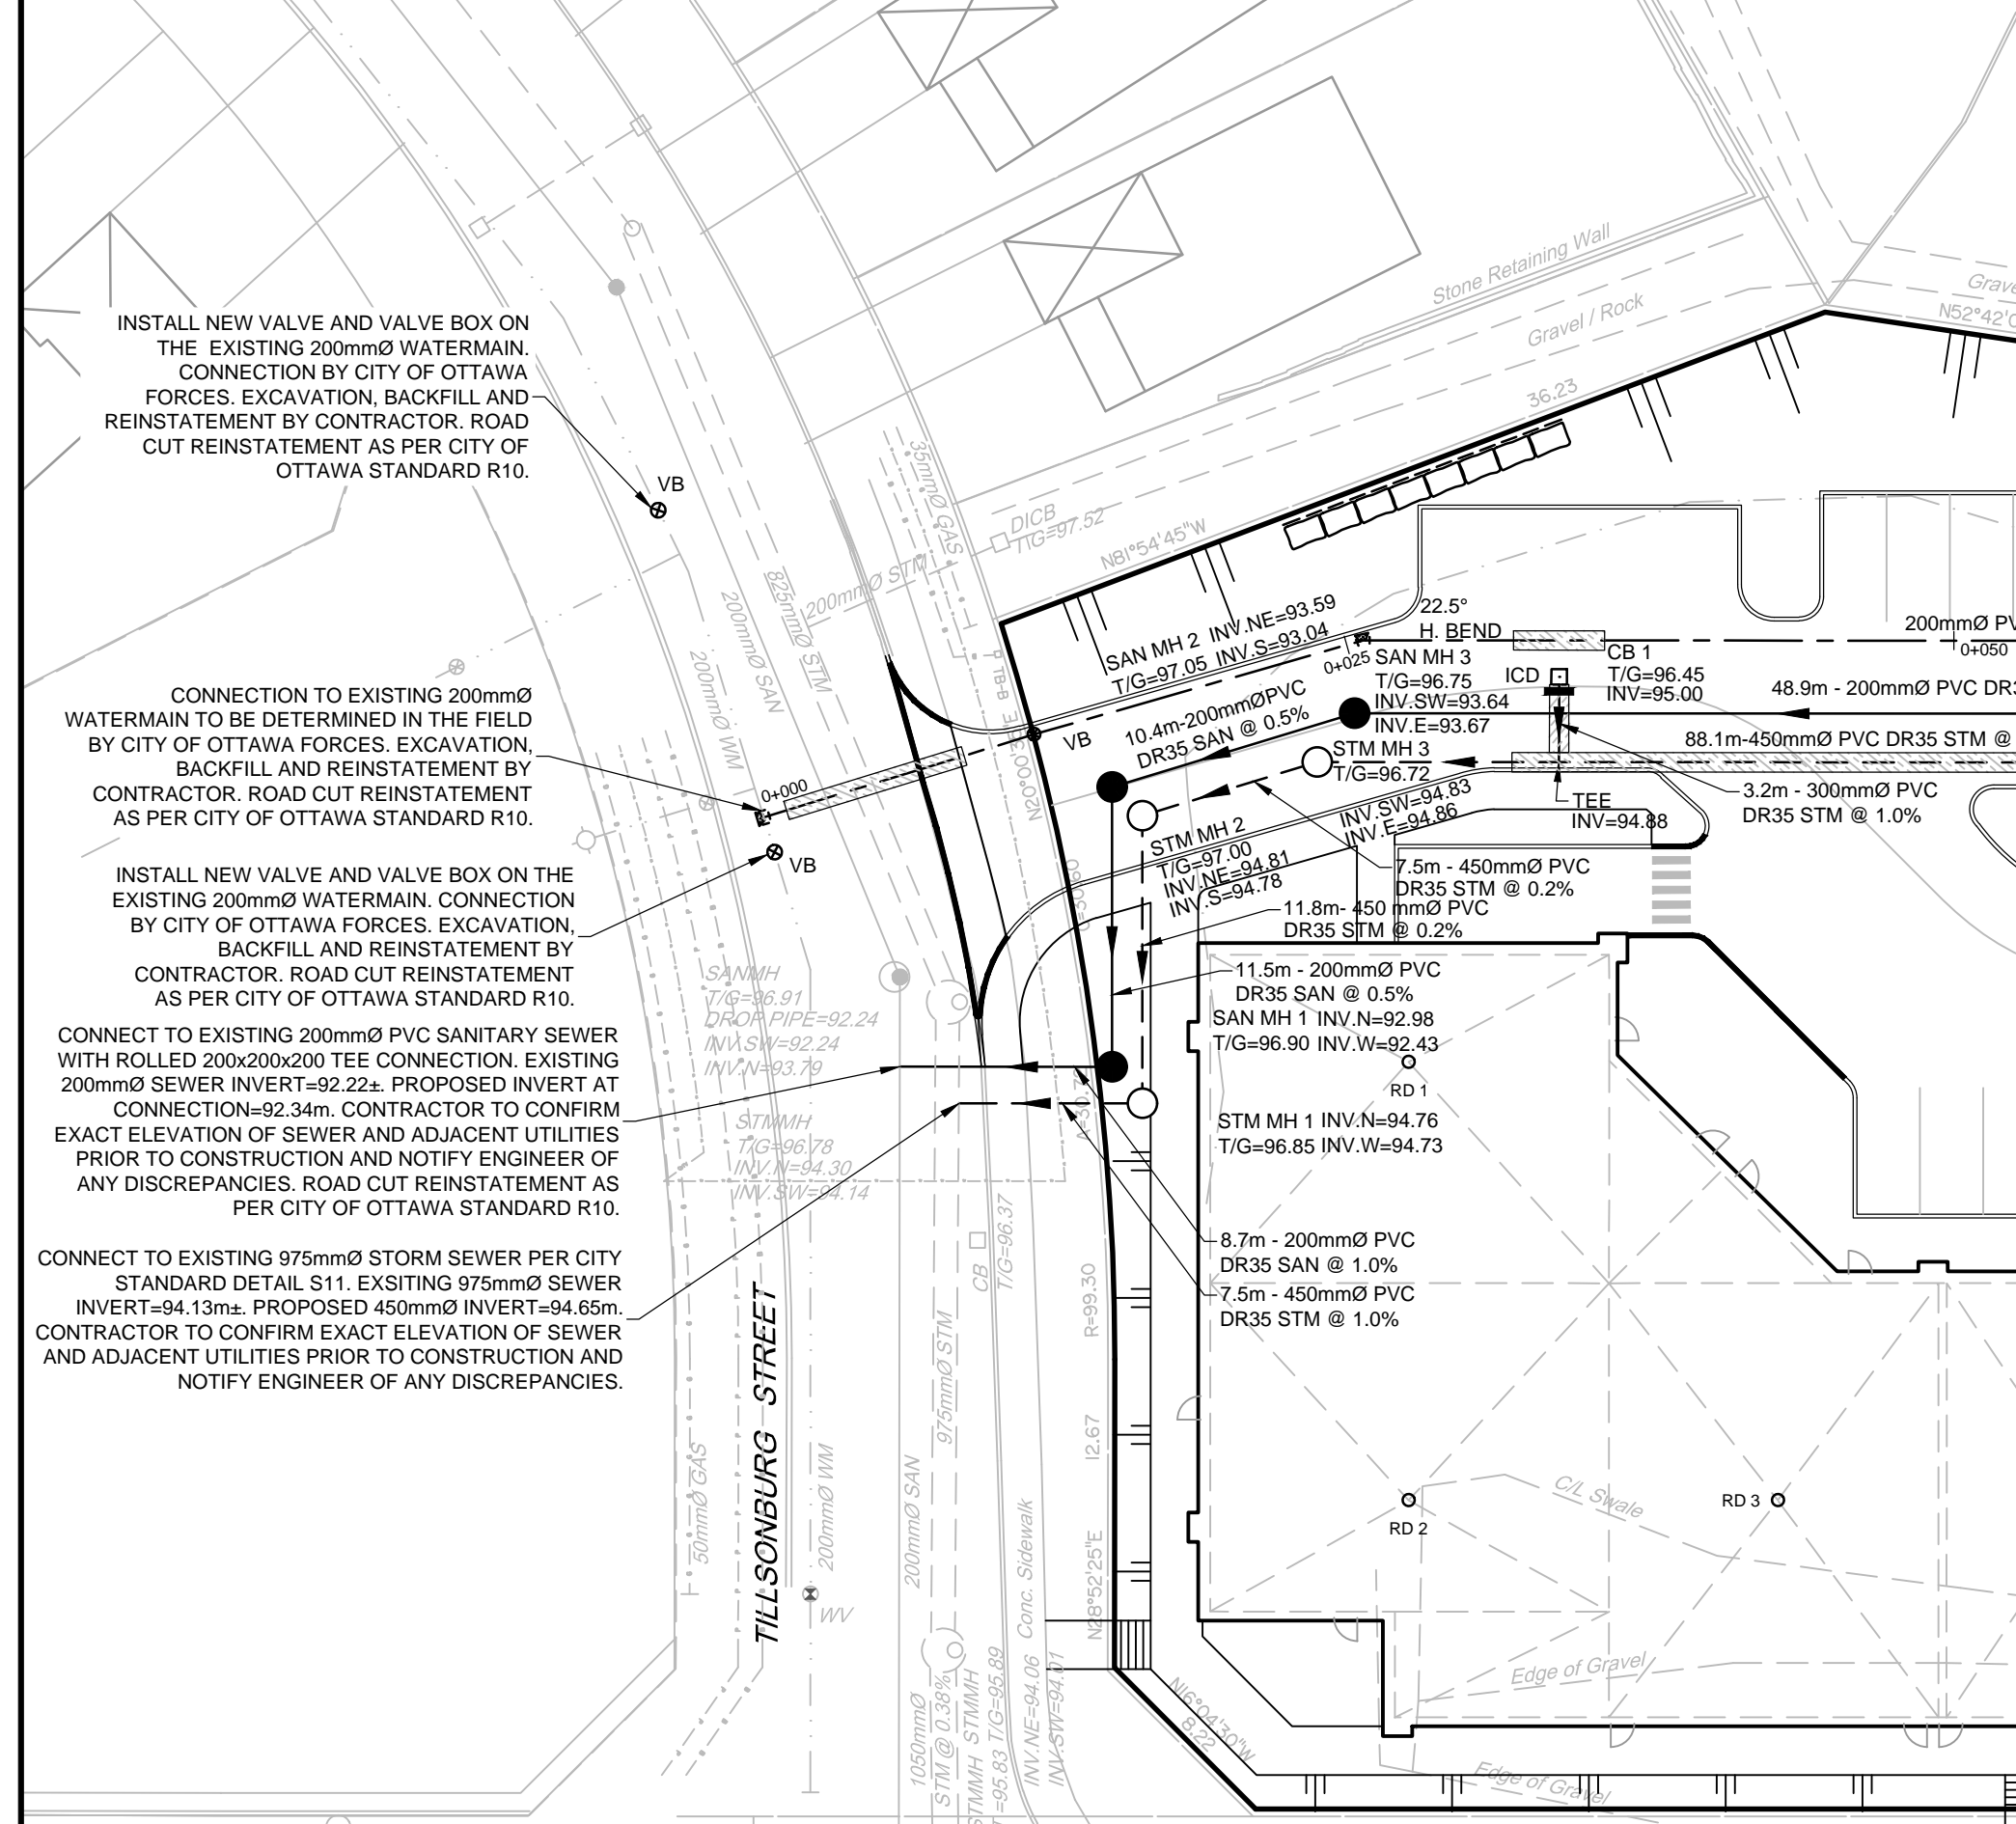 INSTALL NEW VALVE AND VALVE BOX ON
THE EXISTING 200mmØ WATERMAIN.
CONNECTION BY CITY OF OTTAWA
FORCES. EXCAVATION, BACKFILL AND
REINSTATEMENT BY CONTRACTOR. ROAD
CUT REINSTATEMENT AS PER CITY OF
OTTAWA STANDARD R10.
VB
CONNECTION TO EXISTING 200mmØ
WATERMAIN TO BE DETERMINED IN THE FIELD
BY CITY OF OTTAWA FORCES. EXCAVATION,
BACKFILL AND REINSTATEMENT BY
CONTRACTOR. ROAD CUT REINSTATEMENT
AS PER CITY OF OTTAWA STANDARD R10.
0+000
INSTALL NEW VALVE AND VALVE BOX ON THE
EXISTING 200mmØ WATERMAIN. CONNECTION
BY CITY OF OTTAWA FORCES. EXCAVATION,
BACKFILL AND REINSTATEMENT BY
CONTRACTOR. ROAD CUT REINSTATEMENT
AS PER CITY OF OTTAWA STANDARD R10.
VB
CONNECT TO EXISTING 200mmØ PVC SANITARY SEWER
WITH ROLLED 200x200x200 TEE CONNECTION. EXISTING
200mmØ SEWER INVERT=92.22±. PROPOSED INVERT AT
CONNECTION=92.34m. CONTRACTOR TO CONFIRM
EXACT ELEVATION OF SEWER AND ADJACENT UTILITIES
PRIOR TO CONSTRUCTION AND NOTIFY ENGINEER OF
ANY DISCREPANCIES. ROAD CUT REINSTATEMENT AS
PER CITY OF OTTAWA STANDARD R10.
CONNECT TO EXISTING 975mmØ STORM SEWER PER CITY
STANDARD DETAIL S11. EXSITING 975mmØ SEWER
INVERT=94.13m±. PROPOSED 450mmØ INVERT=94.65m.
CONTRACTOR TO CONFIRM EXACT ELEVATION OF SEWER
AND ADJACENT UTILITIES PRIOR TO CONSTRUCTION AND
NOTIFY ENGINEER OF ANY DISCREPANCIES.
TILLSONBURG STREET
50mmØ GAS
200mmØ WM
200mmØ SAN
975mmØ STM
WV
CB
T/G=96.37
SANMH
T/G=96.91
DROP PIPE=92.24
INV.SW=92.24
INV.N=93.79
STMMH
T/G=96.78
INV.N=94.30
INV.SW=94.14
200mmØ WM
200mmØ SAN
825mmØ STM
200mmØ STM
35mmØ GAS
DICB
T/G=97.52
TB-B
Stone Retaining Wall
Gravel / Rock
36.23
N81°54'45"W
N52°42'
VB
SAN MH 2 INV.NE=93.59
T/G=97.05 INV.S=93.04
0+025
22.5°
H. BEND
SAN MH 3
T/G=96.75
INV.SW=93.64
INV.E=93.67
ICD
CB 1
T/G=96.45
INV=95.00
200mmØ PV
0+050
48.9m - 200mmØ PVC DR3
88.1m-450mmØ PVC DR35 STM @
10.4m-200mmØPVC
DR35 SAN @ 0.5%
STM MH 3
T/G=96.72
INV.SW=94.83
INV.E=94.86
TEE
INV=94.88
3.2m - 300mmØ PVC
DR35 STM @ 1.0%
STM MH 2
T/G=97.00
INV.NE=94.81
INV.S=94.78
7.5m - 450mmØ PVC
DR35 STM @ 0.2%
11.8m- 450 mmØ PVC
DR35 STM @ 0.2%
11.5m - 200mmØ PVC
DR35 SAN @ 0.5%
SAN MH 1 INV.N=92.98
T/G=96.90 INV.W=92.43
RD 1
STM MH 1 INV.N=94.76
T/G=96.85 INV.W=94.73
8.7m - 200mmØ PVC
DR35 SAN @ 1.0%
7.5m - 450mmØ PVC
DR35 STM @ 1.0%
R=99.30
12.67
N28°52'25"E
Conc. Sidewalk
RD 2
RD 3
C/L Swale
Edge of Gravel
Edge of Gravel
N16°04'30"W
8.22
1050mmØ
STM @ 0.38%
STMMH STMMH
=95.83 T/G=95.89
INV.NE=94.06
INV.SW=94.01